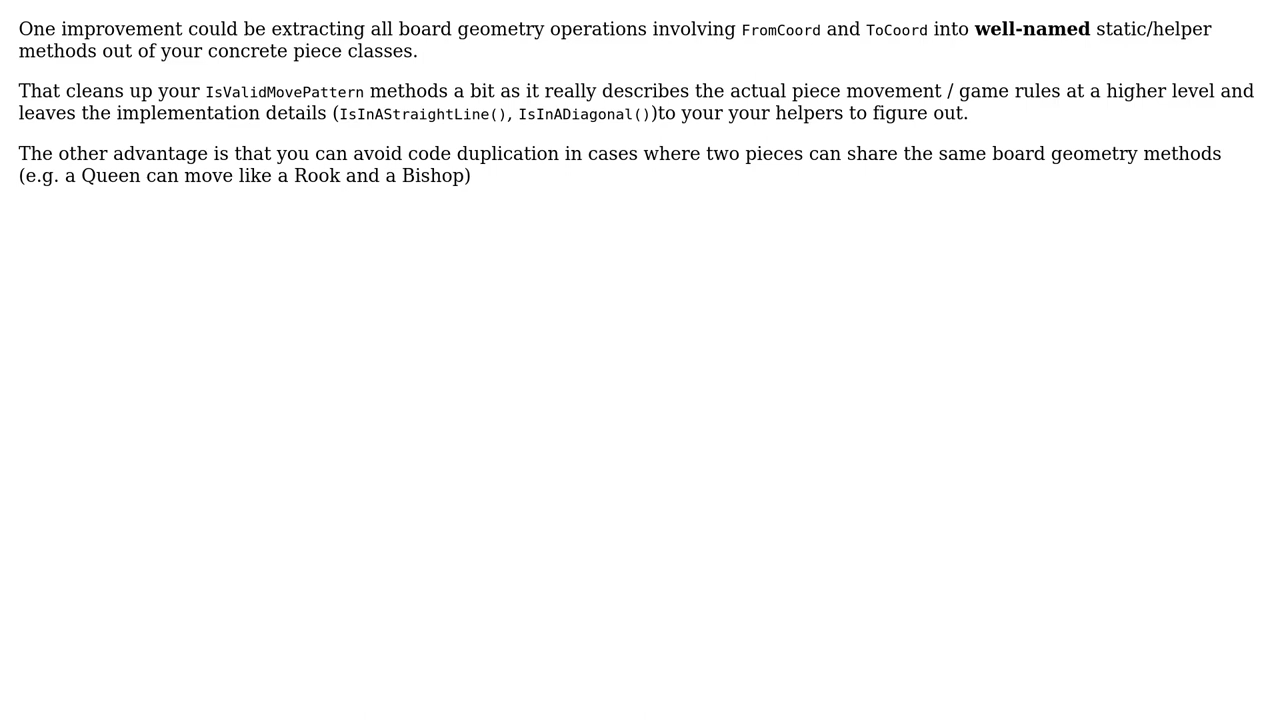 One improvement could be extracting all board geometry operations involving FromCoord and ToCoord into well-named static/helper
methods out of your concrete piece classes.
That cleans up your IsValidMovePattern methods a bit as it really describes the actual piece movement / game rules at a higher level and
leaves the implementation details (IsInAStraightLine(), IsInADiagonal())to your your helpers to figure out.
The other advantage is that you can avoid code duplication in cases where two pieces can share the same board geometry methods
(e.g. a Queen can move like a Rook and a Bishop)